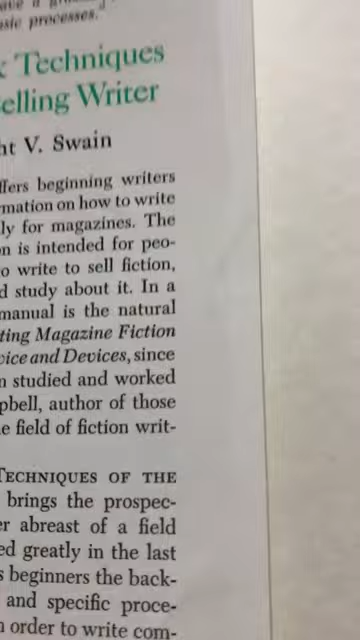 asic processes.
Techniques
elling Writer
ht V. Swain
ffers beginning writers
mation on how to write
ly for magazines. The
n is intended for peo-
o write to sell fiction,
d study about it. In a
manual is the natural
ting Magazine Fiction
vice and Devices, since
n studied and worked
pbell, author of those
e field of fiction writ-
TECHNIQUES OF THE
brings the prospec-
er abreast of a field
ed greatly in the last
s beginners the back-
and specific proce-
n order to write com-